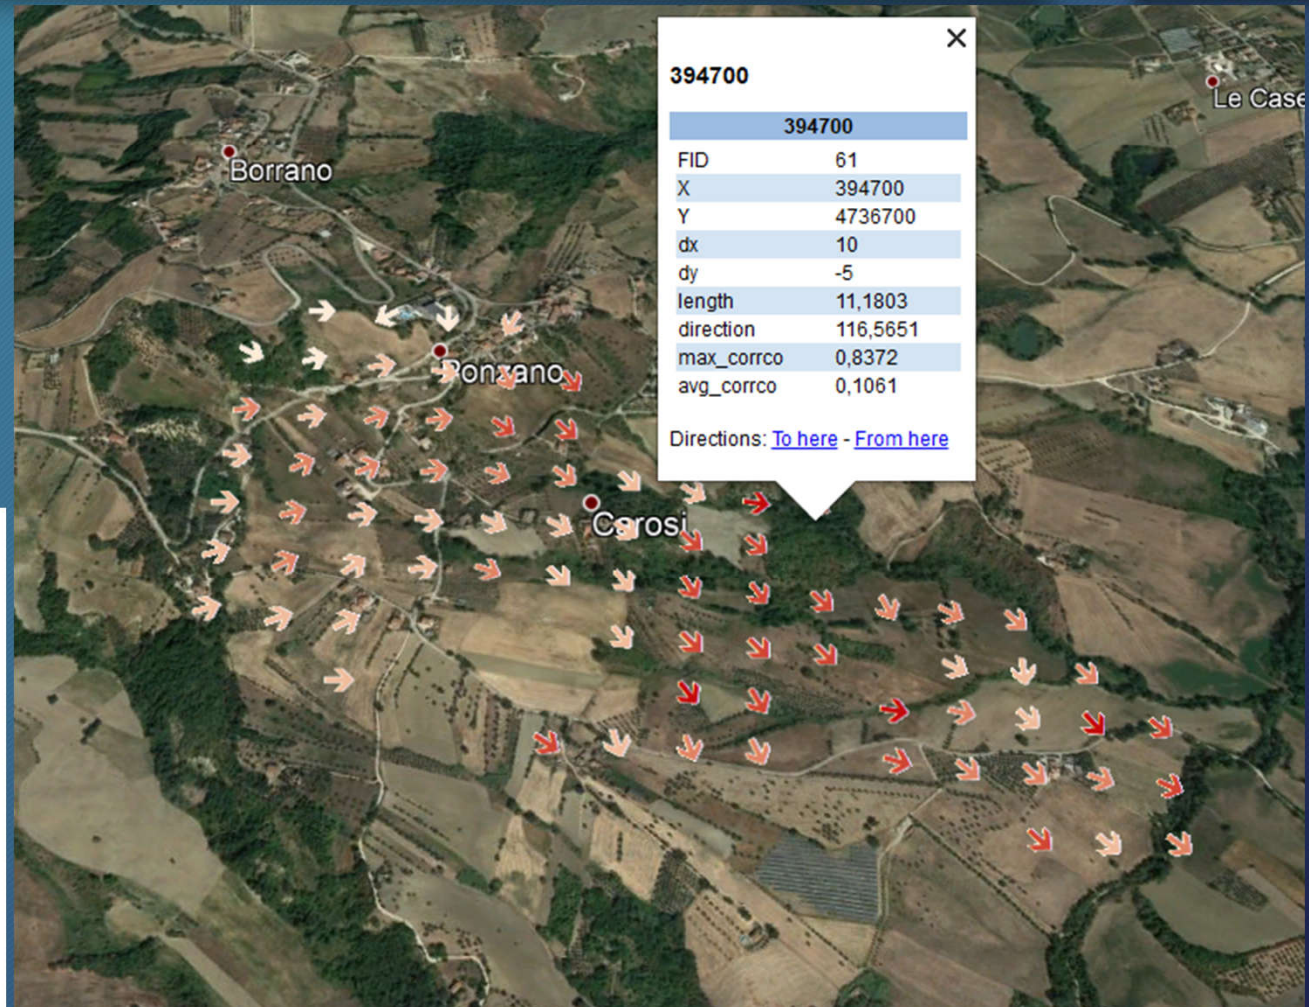 394700
394700
FID 61
X 394700
Y 4736700
dx 10
dy -5
length 11,1803
direction 116,5651
max_corrco 0,8372
avg_corrco 0,1061
Directions: To here - From here
Le Case
Borrano
Ponzano
Carosi